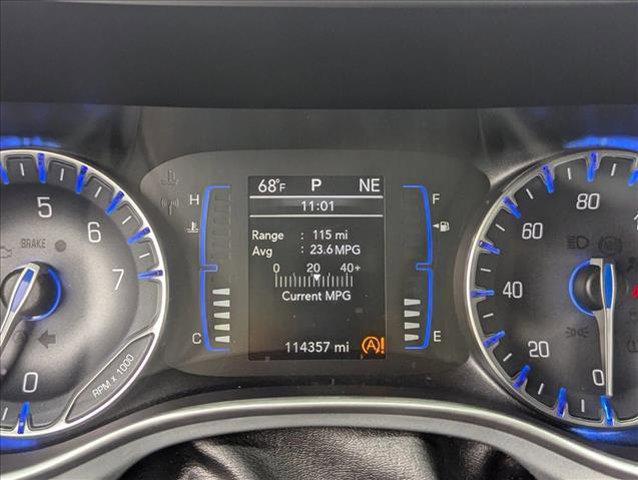 68°F P NE
11:01
Range : 115 mi
Avg : 23.6 MPG
0 20 40+
Current MPG
114357 mi A!
H
C
F
E
5
6
7
0
BRAKE
RPM x 1000
80
40
20
0